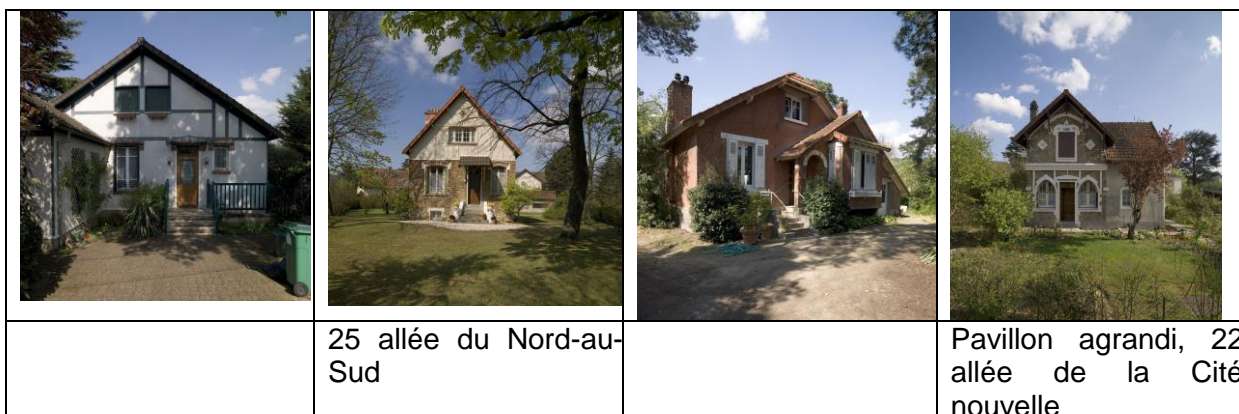 25 allée du Nord-au-
Sud
Pavillon agrandi, 22
allée de la Cité
nouvelle